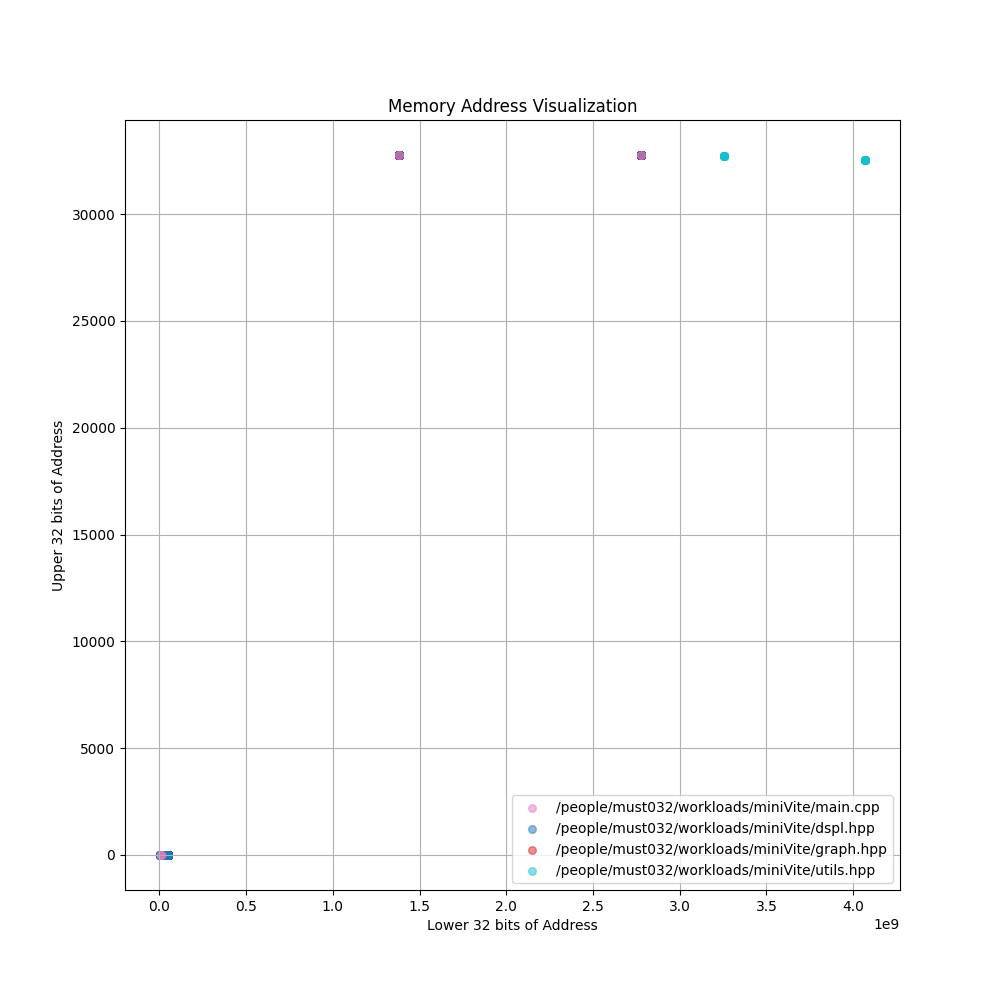 Memory Address Visualization
Upper 32 bits of Address
30000
25000
20000
15000
10000
5000
0
/people/must032/workloads/miniVite/main.cpp
/people/must032/workloads/miniVite/dspl.hpp
/people/must032/workloads/miniVite/graph.hpp
/people/must032/workloads/miniVite/utils.hpp
0.0 0.5 1.0 1.5 2.0 2.5 3.0 3.5 4.0
1e9
Lower 32 bits of Address